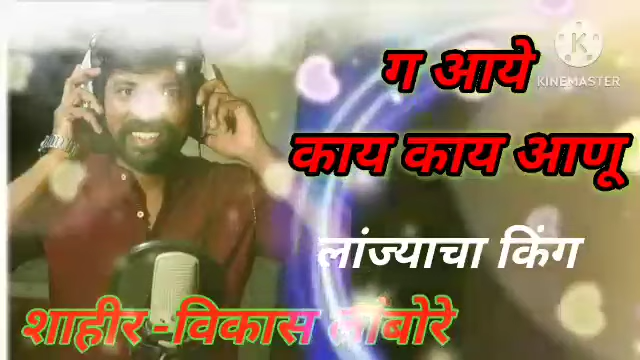 ग आये
KINEMASTER
काय काय आणू
लांज्याचा किंग
शाहीर - विकास लांबोरे